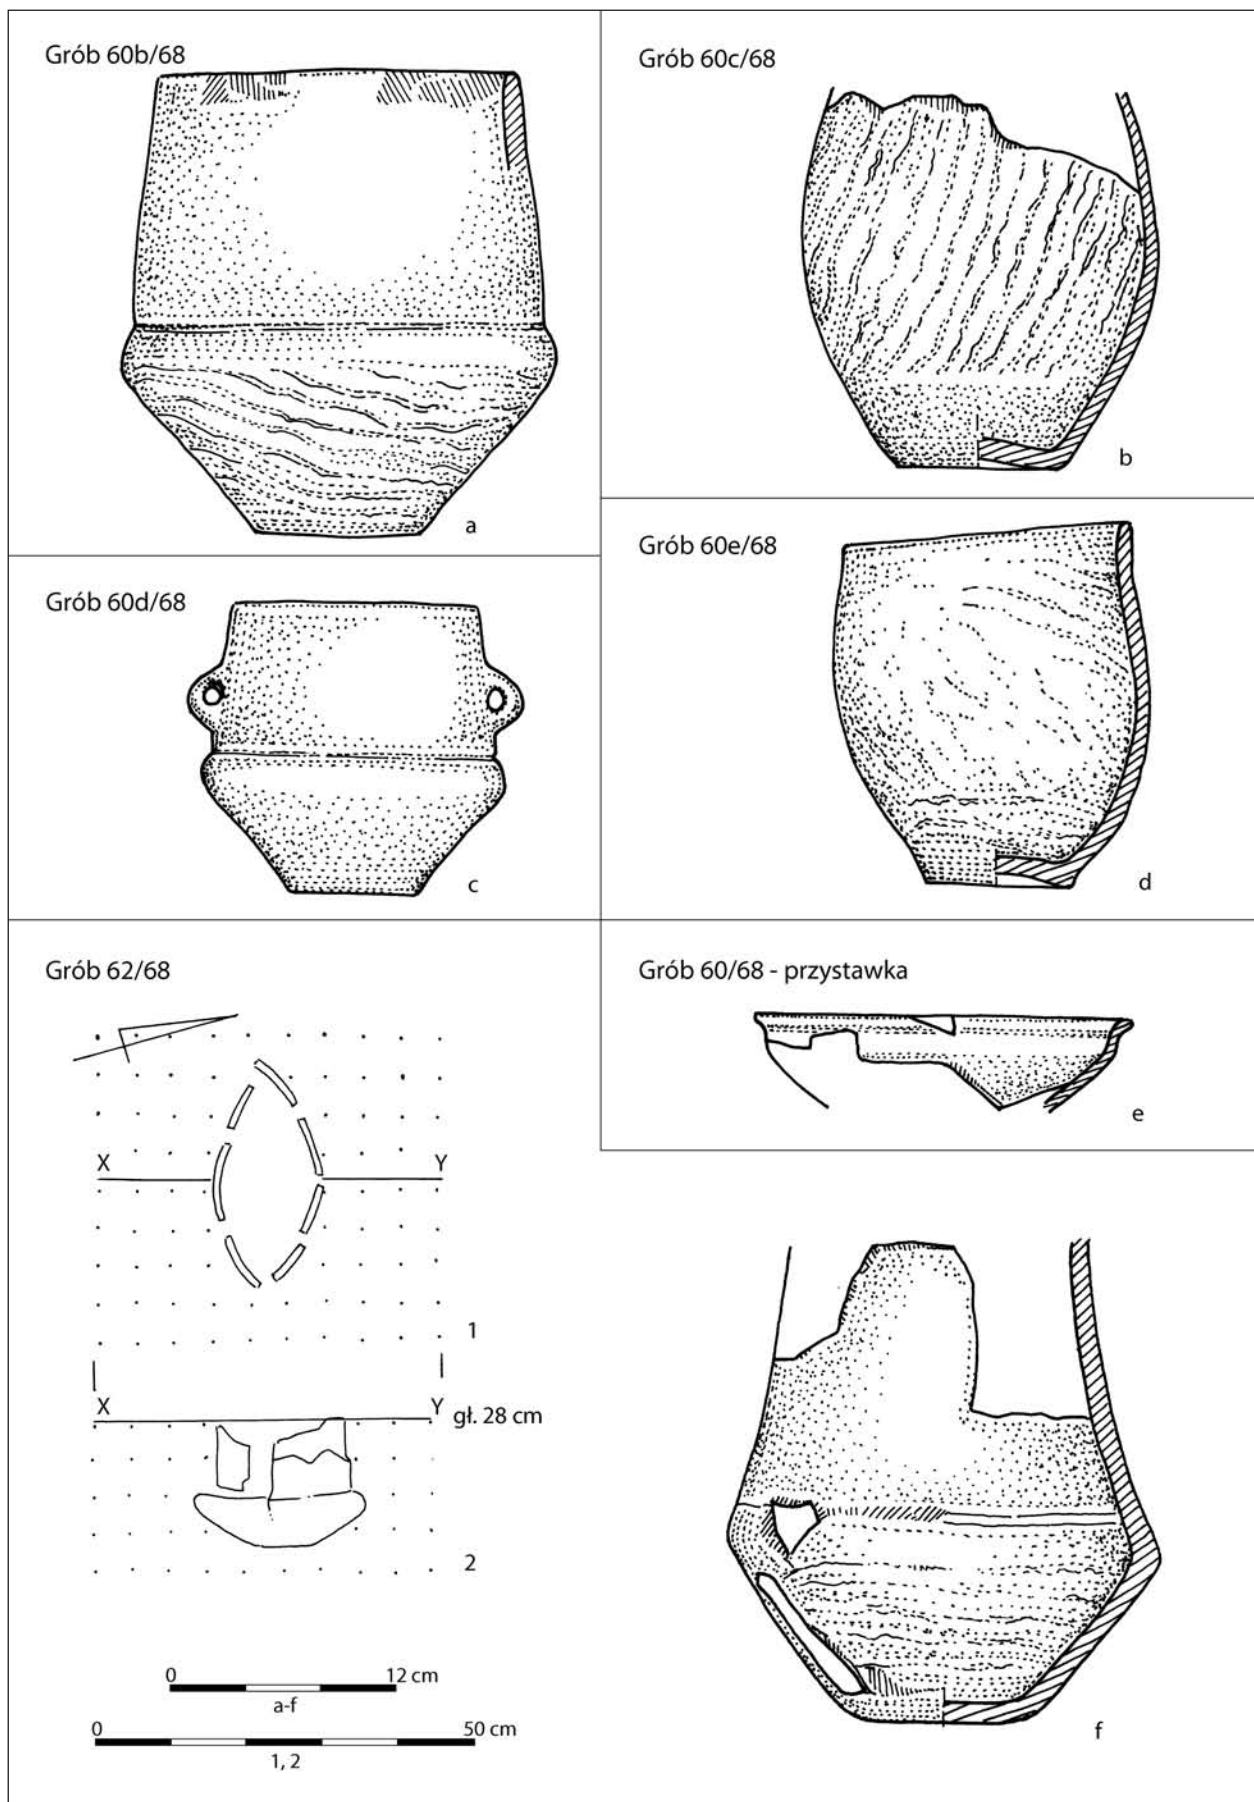 Grób 60b/68
a
Grób 60c/68
b
Grób 60d/68
c
Grób 60e/68
d
Grób 62/68
X Y
1
X Y gł. 28 cm
2
0 12 cm
a-f
0 50 cm
1, 2
Grób 60/68 - przystawka
e
f